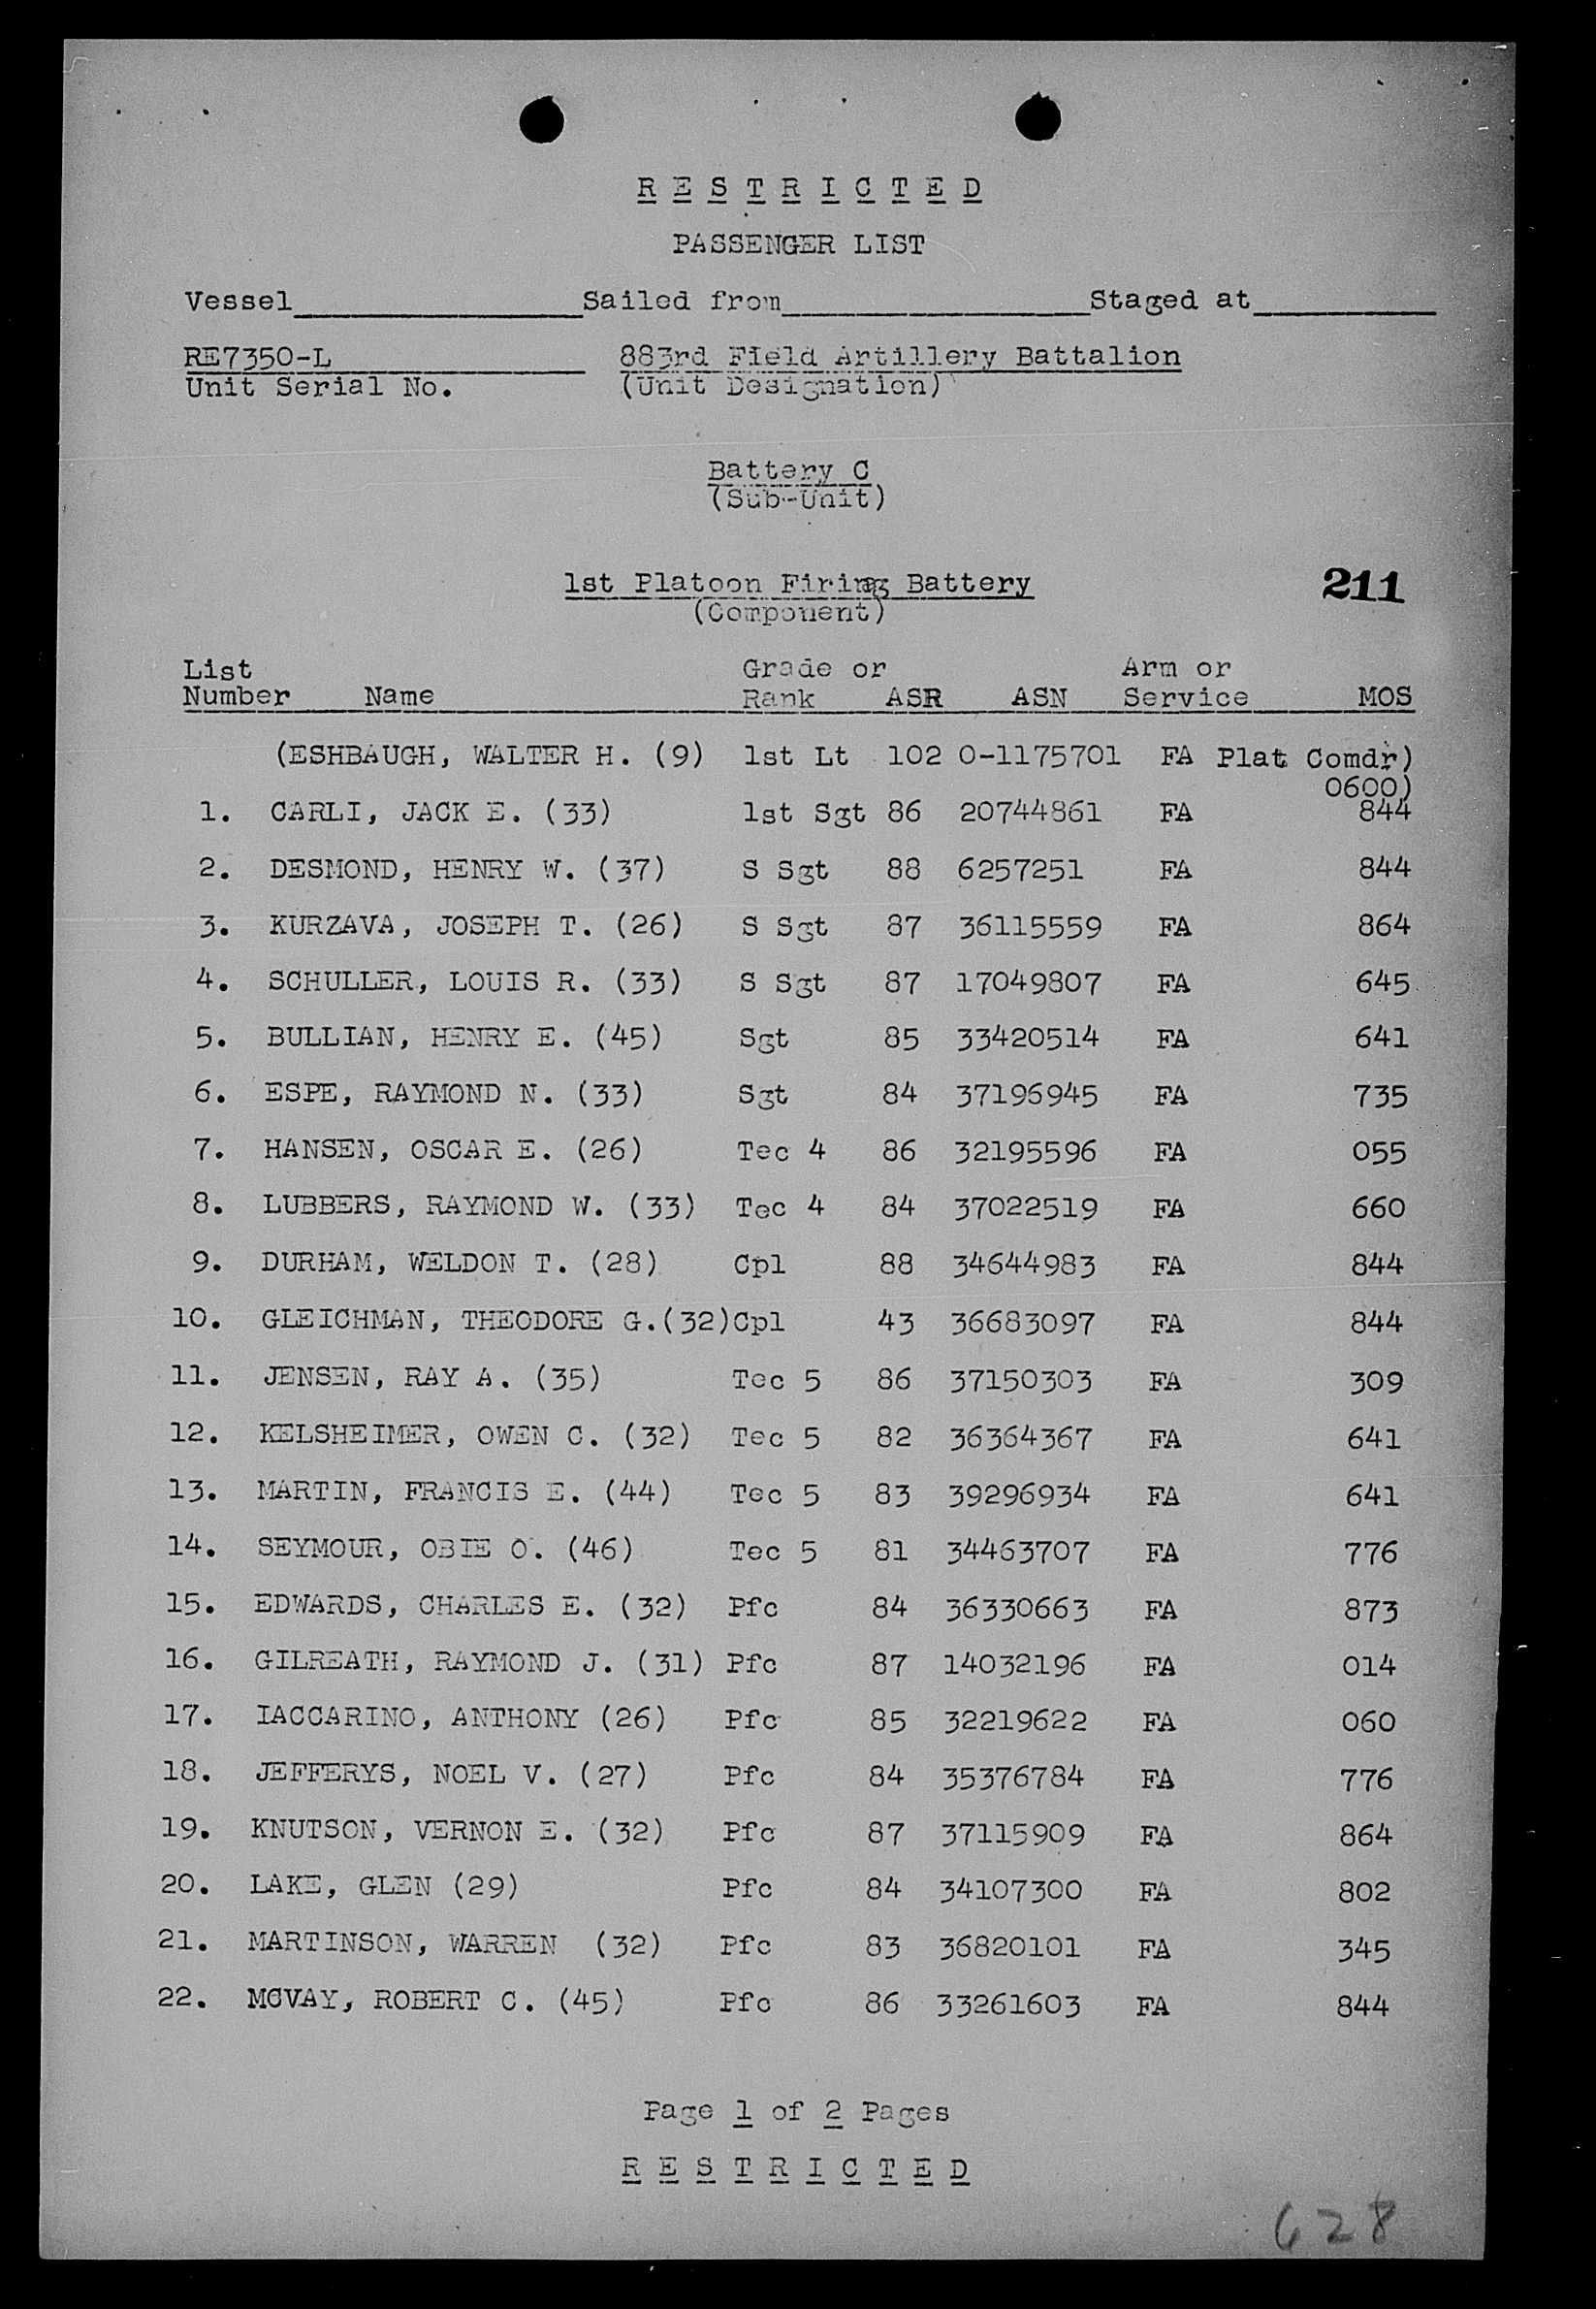 R E S T R I C T E D
PASSENGER LIST
Vessel Sailed from Staged at
RE7350-L 883rd Field Artillery Battalion
Unit Serial No. (Unit Designation)
Battery C
(Sub-Unit)
1st Platoon Firing Battery 211
(Component)
List Grade or Arm or
Number Name Rank ASR ASN Service MOS
(ESHBAUGH, WALTER H. (9) 1st Lt 102 O-1175701 FA Plat Comdr)
0600)
1. CARLI, JACK E. (33) 1st Sgt 86 20744861 FA 844
2. DESMOND, HENRY W. (37) S Sgt 88 6257251 FA 844
3. KURZAVA, JOSEPH T. (26) S Sgt 87 36115559 FA 864
4. SCHULLER, LOUIS R. (33) S Sgt 87 17049807 FA 645
5. BULLIAN, HENRY E. (45) Sgt 85 33420514 FA 641
6. ESPE, RAYMOND N. (33) Sgt 84 37196945 FA 735
7. HANSEN, OSCAR E. (26) Tec 4 86 32195596 FA 055
8. LUBBERS, RAYMOND W. (33) Tec 4 84 37022519 FA 660
9. DURHAM, WELDON T. (28) Cpl 88 34644983 FA 844
10. GLEICHMAN, THEODORE G.(32)Cpl 43 36683097 FA 844
11. JENSEN, RAY A. (35) Tec 5 86 37150303 FA 309
12. KELSHEIMER, OWEN C. (32) Tec 5 82 36364367 FA 641
13. MARTIN, FRANCIS E. (44) Tec 5 83 39296934 FA 641
14. SEYMOUR, OBIE O. (46) Tec 5 81 34463707 FA 776
15. EDWARDS, CHARLES E. (32) Pfc 84 36330663 FA 873
16. GILREATH, RAYMOND J. (31) Pfc 87 14032196 FA 014
17. IACCARINO, ANTHONY (26) Pfc 85 32219622 FA 060
18. JEFFERYS, NOEL V. (27) Pfc 84 35376784 FA 776
19. KNUTSON, VERNON E. (32) Pfc 87 37115909 FA 864
20. LAKE, GLEN (29) Pfc 84 34107300 FA 802
21. MARTINSON, WARREN (32) Pfc 83 36820101 FA 345
22. MCVAY, ROBERT C. (45) Pfc 86 33261603 FA 844
Page 1 of 2 Pages
R E S T R I C T E D
628